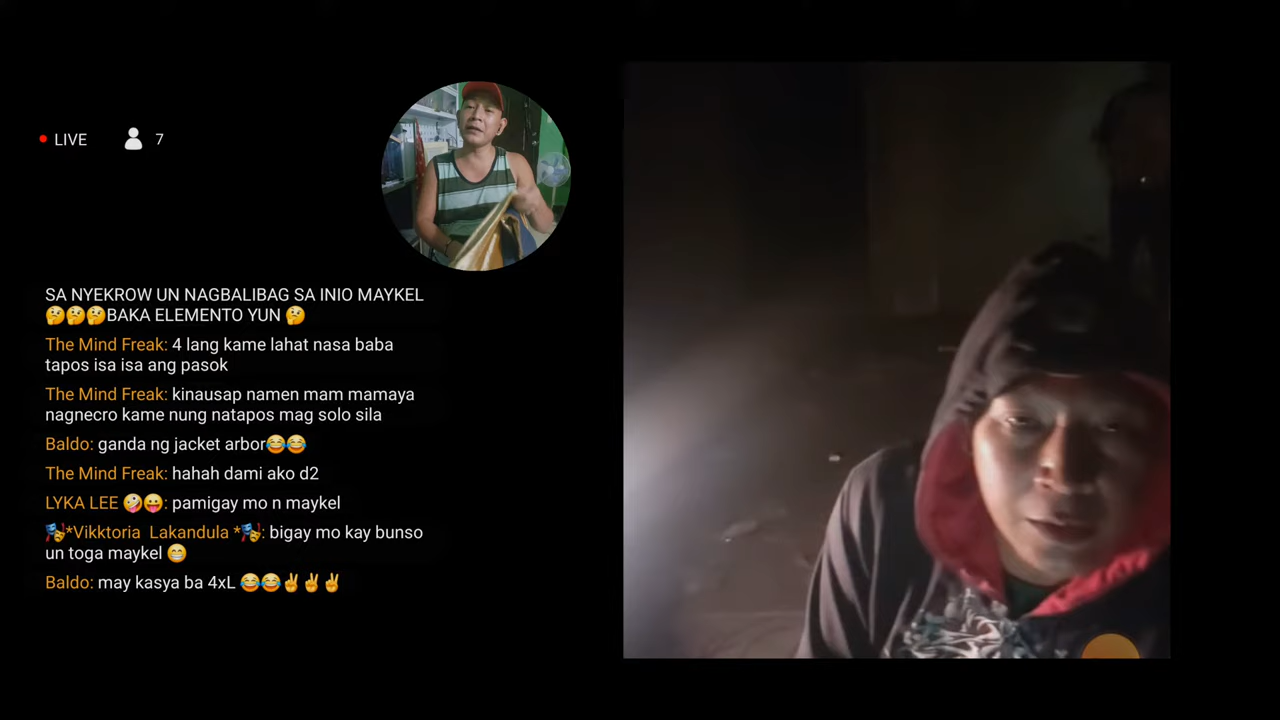 LIVE 7
SA NYEKROW UN NAGBALIBAG SA INIO MAYKEL
🤔🤔🤔BAKA ELEMENTO YUN 🤔
The Mind Freak: 4 lang kame lahat nasa baba
tapos isa isa ang pasok
The Mind Freak: kinausap namen mam mamaya
nagnecro kame nung natapos mag solo sila
Baldo: ganda ng jacket arbor😂😂
The Mind Freak: hahah dami ako d2
LYKA LEE 🤪😛: pamigay mo n maykel
🎭*Vikktoria Lakandula *🎭: bigay mo kay bunso
un toga maykel 😁
Baldo: may kasya ba 4xL 😂😂✌✌✌